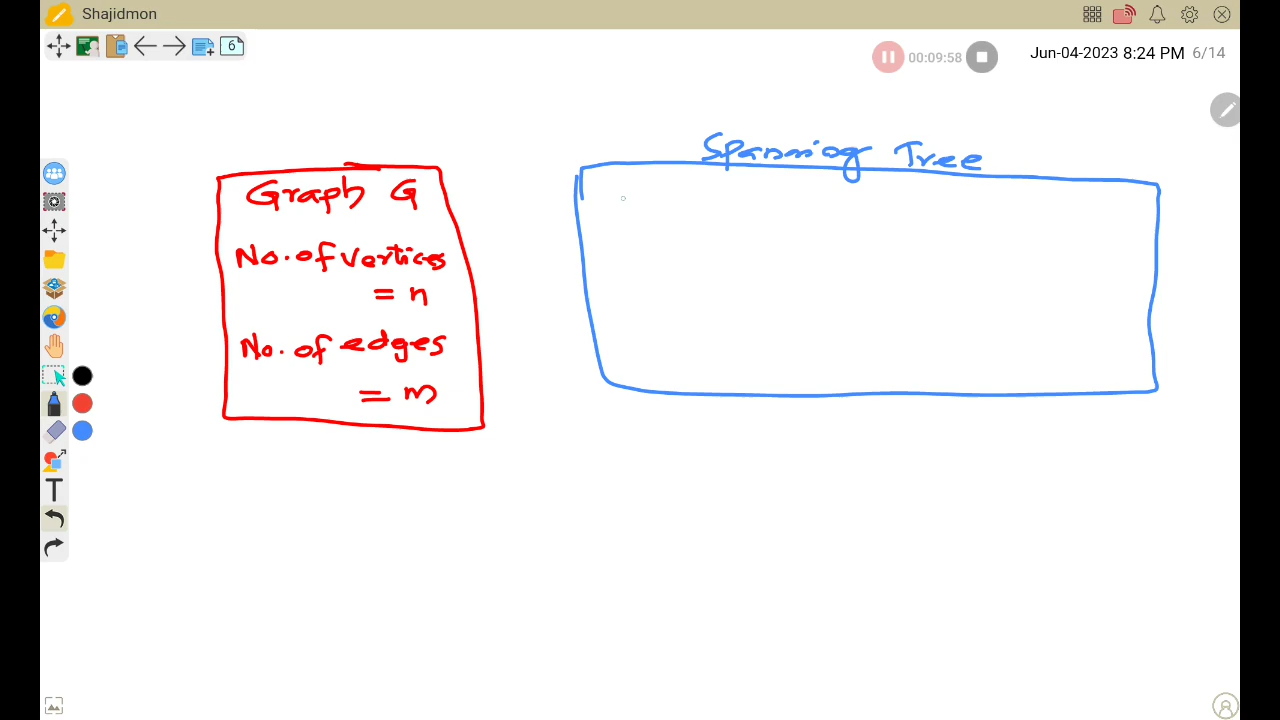 Shajidmon
6
00:09:58
Jun-04-2023 8:24 PM 6/14
Spanning Tree
Graph G
No. of vertices
= n
No. of edges
= m
T